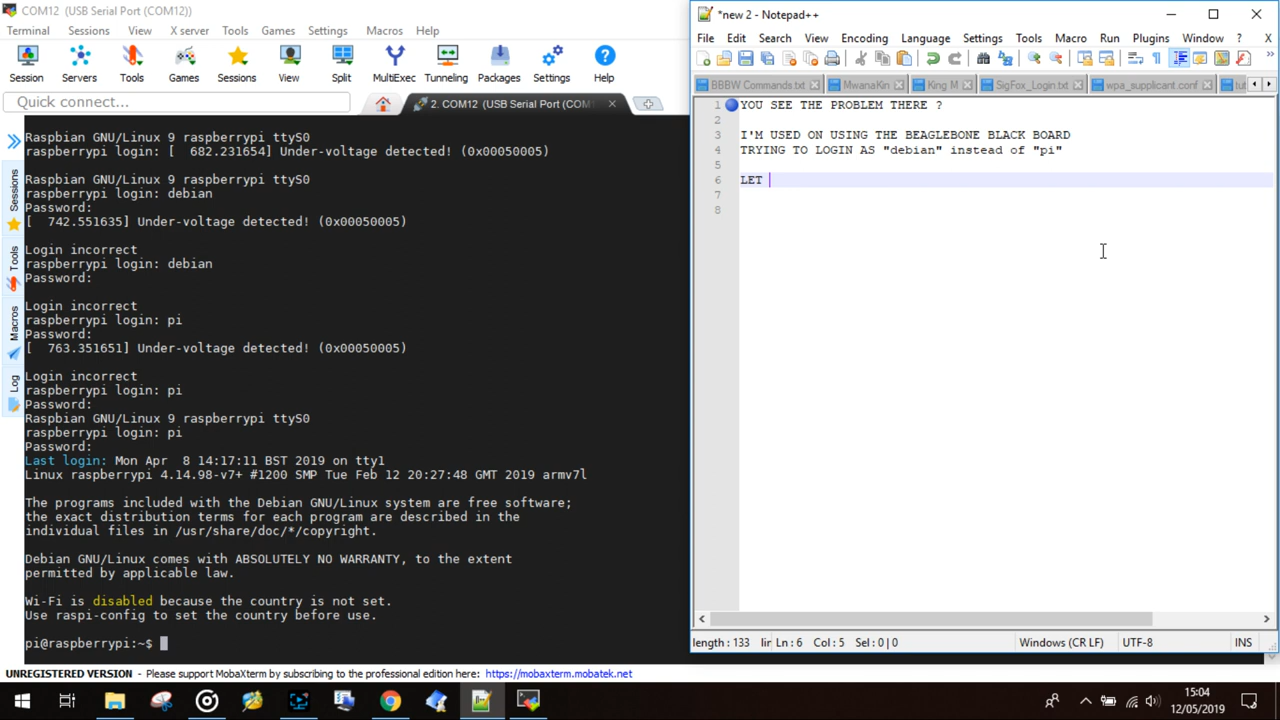 COM12 (USB Serial Port (COM12))
Terminal Sessions View X server Tools Games Settings Macros Help
Session Servers Tools Games Sessions View Split MultiExec Tunneling Packages Settings Help
Quick connect...
2. COM12 (USB Serial Port (COM1
Sessions
Tools
Macros
Log
Raspbian GNU/Linux 9 raspberrypi ttyS0
raspberrypi login: [  682.231654] Under-voltage detected! (0x00050005)
Raspbian GNU/Linux 9 raspberrypi ttyS0
raspberrypi login: debian
Password:
[  742.551635] Under-voltage detected! (0x00050005)
Login incorrect
raspberrypi login: debian
Password:
Login incorrect
raspberrypi login: pi
Password:
[  763.351651] Under-voltage detected! (0x00050005)
Login incorrect
raspberrypi login: pi
Password:
Raspbian GNU/Linux 9 raspberrypi ttyS0
raspberrypi login: pi
Password:
Last login: Mon Apr  8 14:17:11 BST 2019 on tty1
Linux raspberrypi 4.14.98-v7+ #1200 SMP Tue Feb 12 20:27:48 GMT 2019 armv7l
The programs included with the Debian GNU/Linux system are free software;
the exact distribution terms for each program are described in the
individual files in /usr/share/doc/*/copyright.
Debian GNU/Linux comes with ABSOLUTELY NO WARRANTY, to the extent
permitted by applicable law.
Wi-Fi is disabled because the country is not set.
Use raspi-config to set the country before use.
pi@raspberrypi:~$
UNREGISTERED VERSION - Please support MobaXterm by subscribing to the professional edition here: https://mobaxterm.mobatek.net
*new 2 - Notepad++
File Edit Search View Encoding Language Settings Tools Macro Run Plugins Window ? X
BBBW Commands.txt MwanaKin King M SigFox_Login.txt wpa_supplicant.conf tut
1 YOU SEE THE PROBLEM THERE ?
2
3 I'M USED ON USING THE BEAGLEBONE BLACK BOARD
4 TRYING TO LOGIN AS "debian" instead of "pi"
5
6 LET
7
8
length : 133 lir Ln : 6 Col : 5 Sel : 0 | 0 Windows (CR LF) UTF-8 INS
15:04
12/05/2019